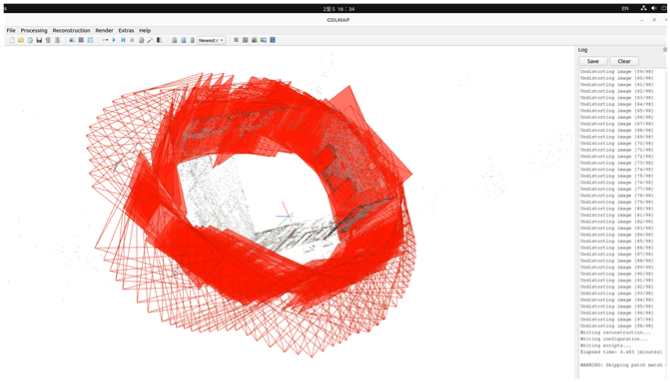 EN
COLMAP
File Processing Reconstruction Render Extras Help
Newest
Log
Save Clear
Undistorting image [59/98]
Undistorting image [60/98]
Undistorting image [61/98]
Undistorting image [62/98]
Undistorting image [63/98]
Undistorting image [64/98]
Undistorting image [65/98]
Undistorting image [66/98]
Undistorting image [67/98]
Undistorting image [68/98]
Undistorting image [69/98]
Undistorting image [70/98]
Undistorting image [71/98]
Undistorting image [72/98]
Undistorting image [73/98]
Undistorting image [74/98]
Undistorting image [75/98]
Undistorting image [76/98]
Undistorting image [77/98]
Undistorting image [78/98]
Undistorting image [79/98]
Undistorting image [80/98]
Undistorting image [81/98]
Undistorting image [82/98]
Undistorting image [83/98]
Undistorting image [84/98]
Undistorting image [85/98]
Undistorting image [86/98]
Undistorting image [87/98]
Undistorting image [88/98]
Undistorting image [89/98]
Undistorting image [90/98]
Undistorting image [91/98]
Undistorting image [92/98]
Undistorting image [93/98]
Undistorting image [94/98]
Undistorting image [95/98]
Undistorting image [96/98]
Undistorting image [97/98]
Undistorting image [98/98]
Writing reconstruction...
Writing configuration...
Writing scripts...
Elapsed time: [minutes]
WARNING: Skipping patch match